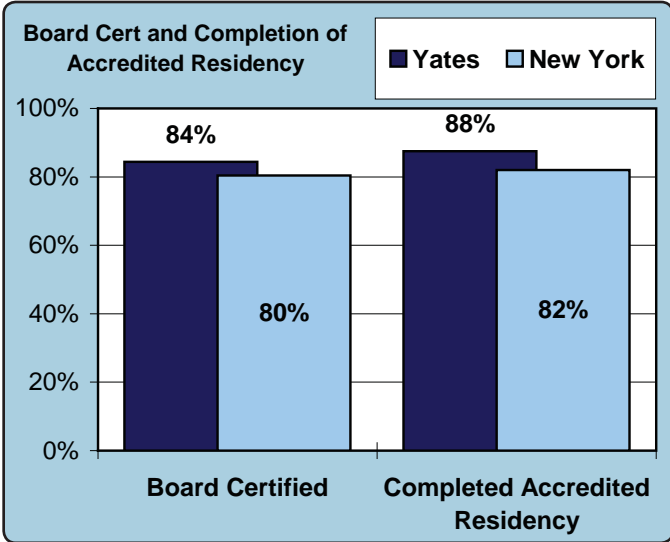 Board Cert and Completion of
Accredited Residency
Yates New York
100%
80%
60%
40%
20%
0%
84%
80%
88%
82%
Board Certified
Completed Accredited
Residency